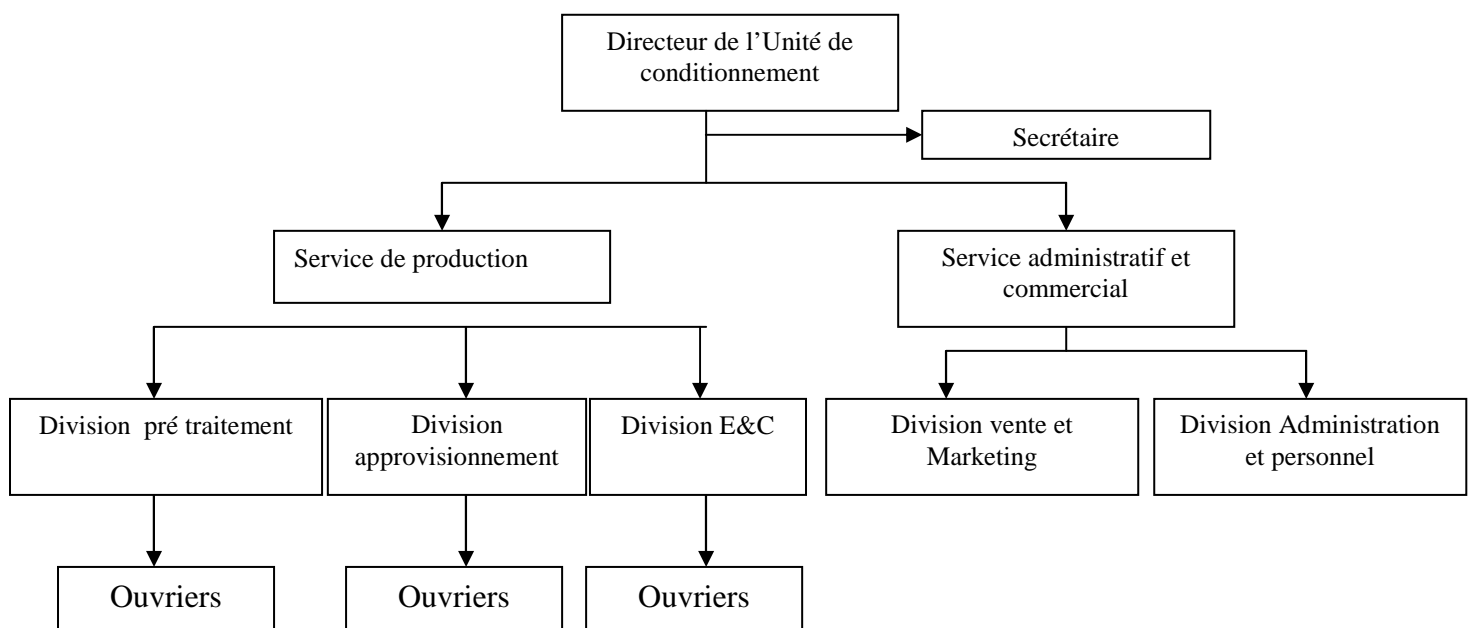 Directeur de l’Unité de
conditionnement
Secrétaire
Service de production
Service administratif et
commercial
Division pré traitement
Division
approvisionnement
Division E&C
Division vente et
Marketing
Division Administration
et personnel
Ouvriers
Ouvriers
Ouvriers